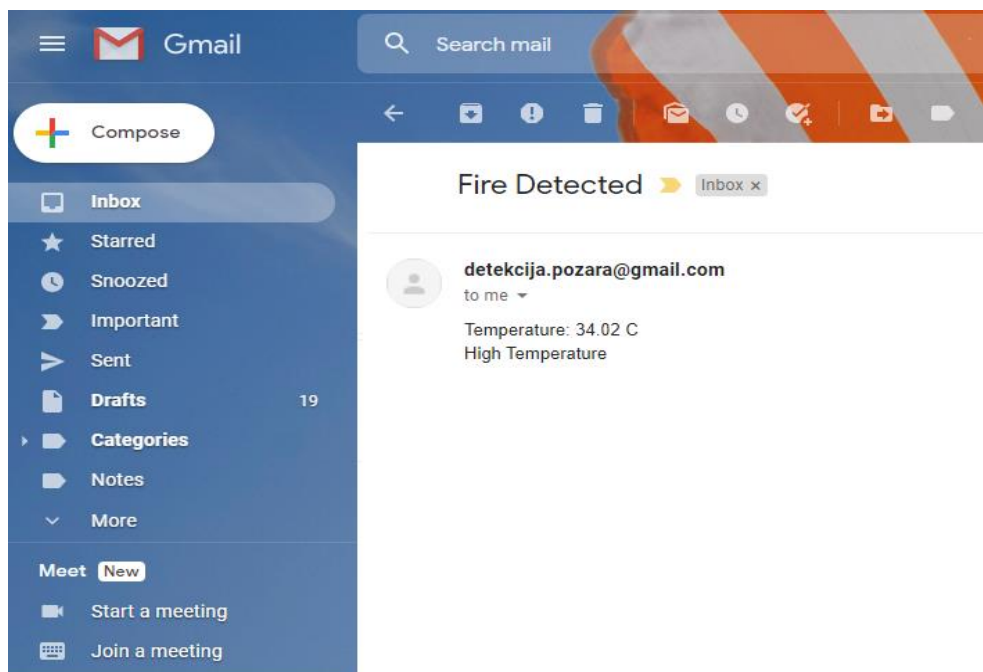 Gmail
Search mail
Compose
Inbox
Starred
Snoozed
Important
Sent
Drafts 19
Categories
Notes
More
Meet New
Start a meeting
Join a meeting
Fire Detected Inbox x
detekcija.pozara@gmail.com
to me
Temperature: 34.02 C
High Temperature